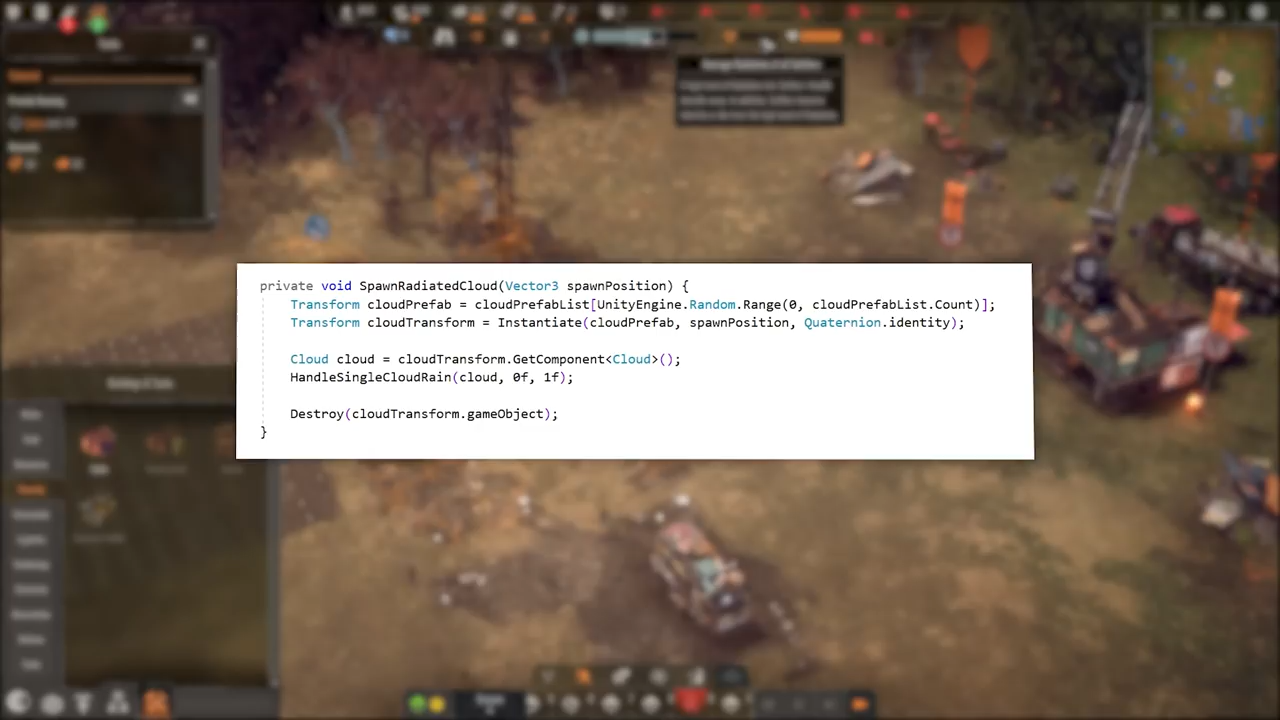 private void SpawnRadiatedCloud(Vector3 spawnPosition) {
Transform cloudPrefab = cloudPrefabList[UnityEngine.Random.Range(0, cloudPrefabList.Count)];
Transform cloudTransform = Instantiate(cloudPrefab, spawnPosition, Quaternion.identity);
Cloud cloud = cloudTransform.GetComponent<Cloud>();
HandleSingleCloudRain(cloud, 0f, 1f);
Destroy(cloudTransform.gameObject);
}